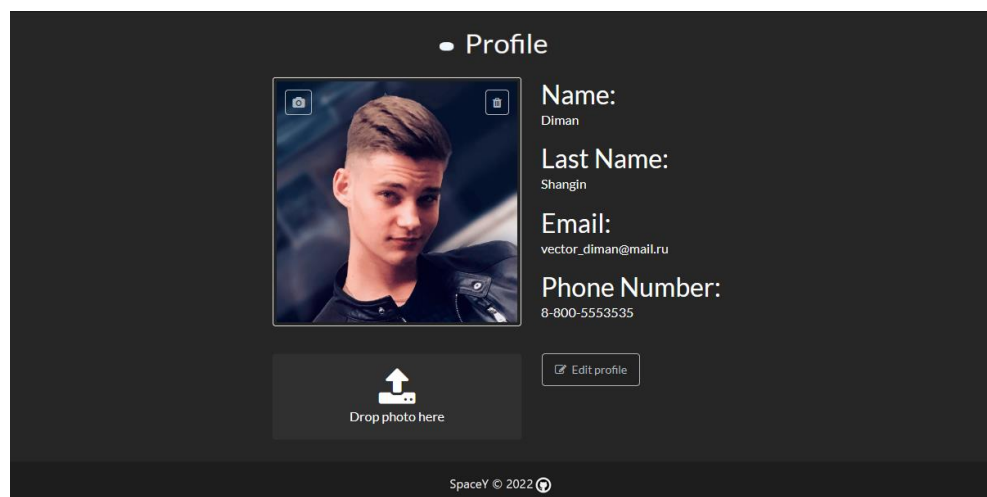 Profile
Name:
Diman
Last Name:
Shangin
Email:
vector_diman@mail.ru
Phone Number:
8-800-5553535
Edit profile
Drop photo here
SpaceY © 2022